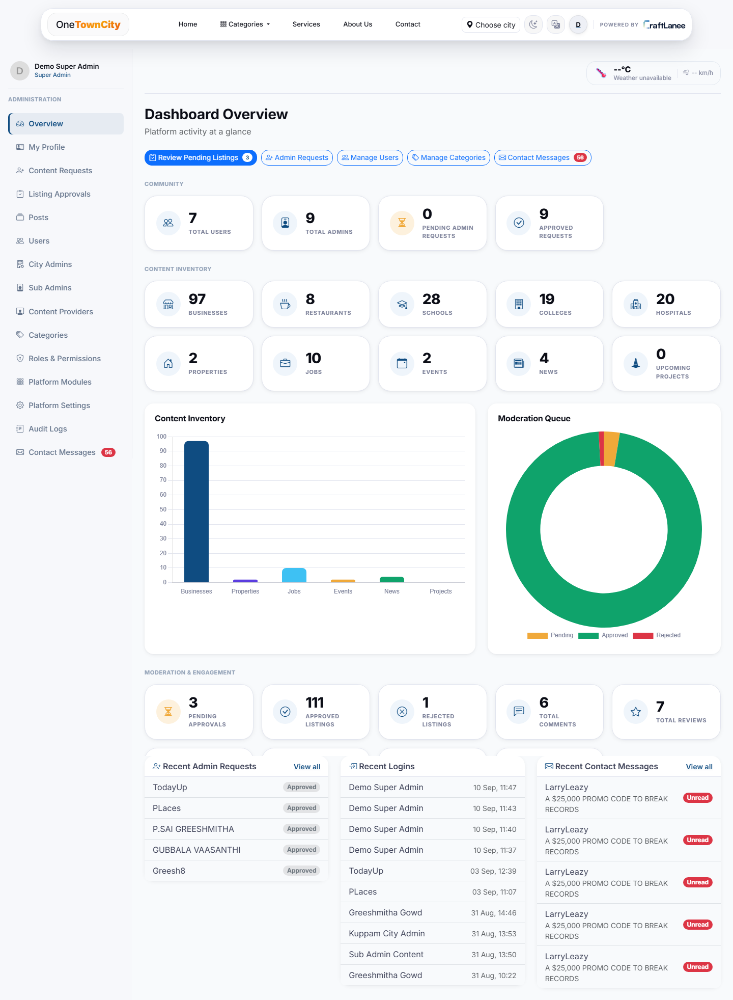 OneTownCity
Home
Categories
Services
About Us
Contact
Choose city
D
POWERED BY
CraftLanee
D
Demo Super Admin
Super Admin
ADMINISTRATION
Overview
My Profile
Content Requests
Listing Approvals
Posts
Users
City Admins
Sub Admins
Content Providers
Categories
Roles & Permissions
Platform Modules
Platform Settings
Audit Logs
Contact Messages 56
--°C
Weather unavailable
-- km/h
Dashboard Overview
Platform activity at a glance
Review Pending Listings 3
Admin Requests
Manage Users
Manage Categories
Contact Messages 56
COMMUNITY
7
TOTAL USERS
9
TOTAL ADMINS
0
PENDING ADMIN
REQUESTS
9
APPROVED
REQUESTS
CONTENT INVENTORY
97
BUSINESSES
8
RESTAURANTS
28
SCHOOLS
19
COLLEGES
20
HOSPITALS
2
PROPERTIES
10
JOBS
2
EVENTS
4
NEWS
0
UPCOMING
PROJECTS
Content Inventory
100
90
80
70
60
50
40
30
20
10
0
Businesses
Properties
Jobs
Events
News
Projects
Moderation Queue
Pending
Approved
Rejected
MODERATION & ENGAGEMENT
3
PENDING
APPROVALS
111
APPROVED
LISTINGS
1
REJECTED
LISTINGS
6
TOTAL
COMMENTS
7
TOTAL REVIEWS
Recent Admin Requests View all
TodayUp Approved
PLaces Approved
P.SAI GREESHMITHA Approved
GUBBALA VAASANTHI Approved
Greesh8 Approved
Recent Logins
Demo Super Admin 10 Sep, 11:47
Demo Super Admin 10 Sep, 11:43
Demo Super Admin 10 Sep, 11:40
Demo Super Admin 10 Sep, 11:37
TodayUp 03 Sep, 12:39
PLaces 03 Sep, 11:07
Greeshmitha Gowd 31 Aug, 14:46
Kuppam City Admin 31 Aug, 13:53
Sub Admin Content 31 Aug, 13:50
Greeshmitha Gowd 31 Aug, 10:22
Recent Contact Messages View all
LarryLeazy
A $25,000 PROMO CODE TO BREAK
RECORDS
Unread
LarryLeazy
A $25,000 PROMO CODE TO BREAK
RECORDS
Unread
LarryLeazy
A $25,000 PROMO CODE TO BREAK
RECORDS
Unread
LarryLeazy
A $25,000 PROMO CODE TO BREAK
RECORDS
Unread
LarryLeazy
A $25,000 PROMO CODE TO BREAK
RECORDS
Unread